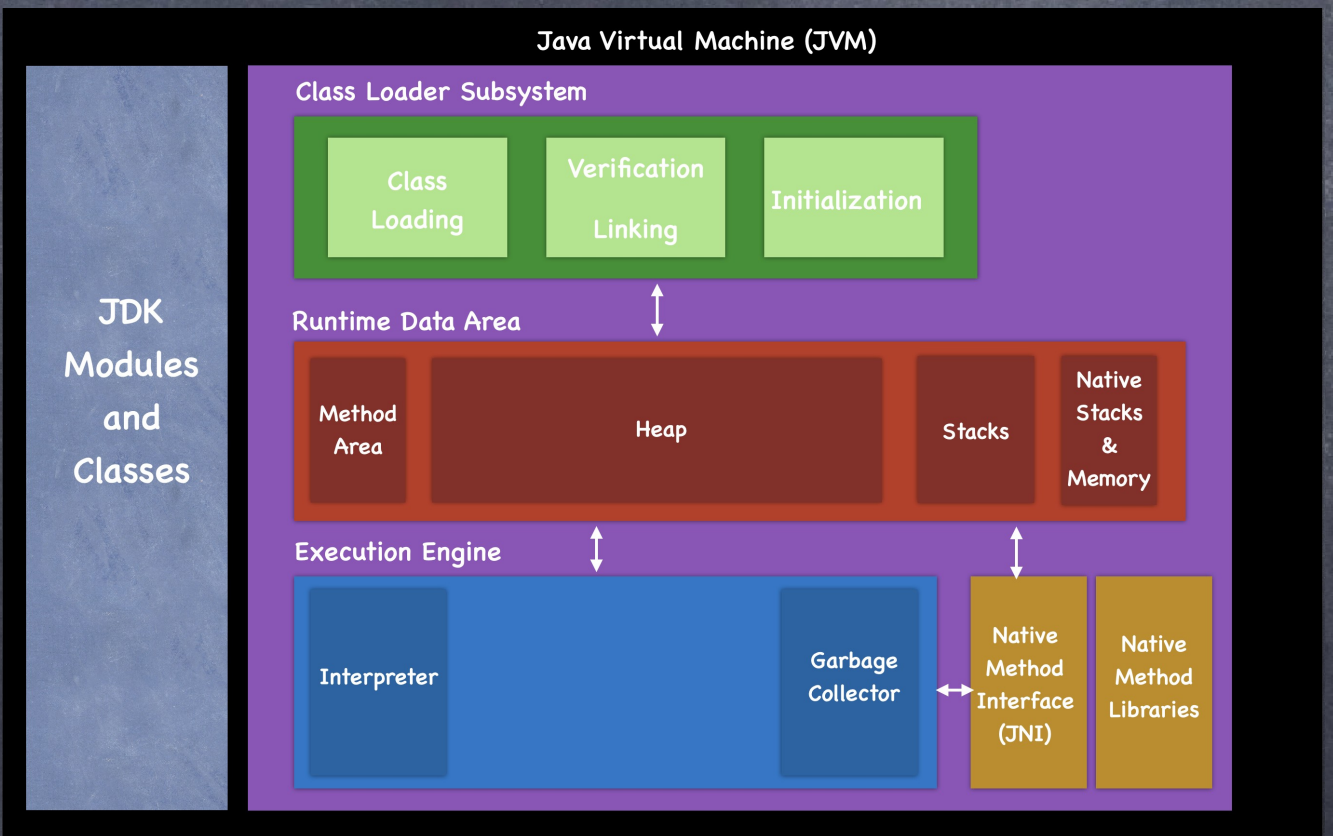 Java Virtual Machine (JVM)
JDK
Modules
and
Classes
Class Loader Subsystem
Class
Loading
Verification
Linking
Initialization
Runtime Data Area
Method
Area
Heap
Stacks
Native
Stacks
&
Memory
Execution Engine
Interpreter
Garbage
Collector
Native
Method
Interface
(JNI)
Native
Method
Libraries